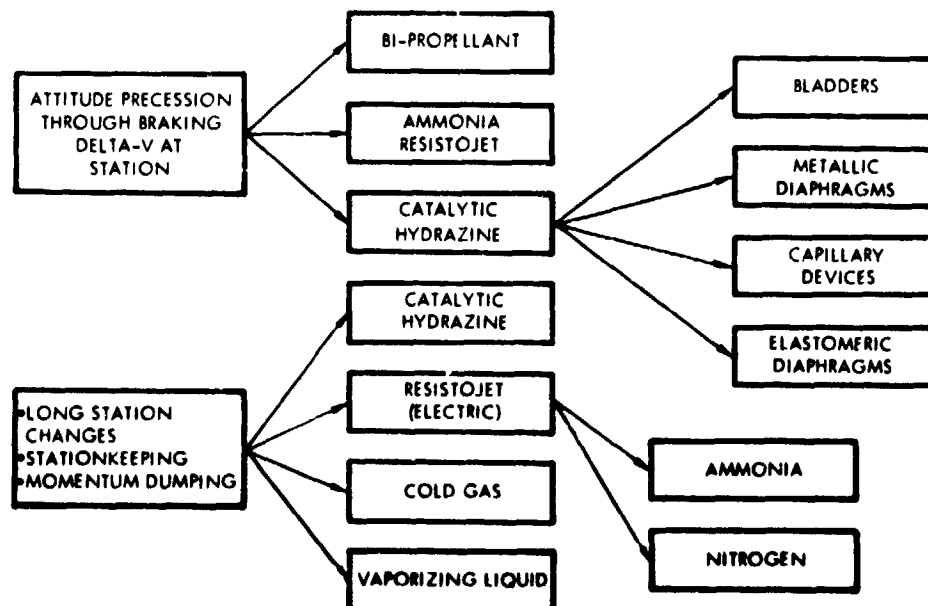 ATTITUDE PRECESSION
THROUGH BRAKING
DELTA-V AT
STATION
BI-PROPELLANT
AMMONIA
RESISTOJET
CATALYTIC
HYDRAZINE
BLADDERS
METALLIC
DIAPHRAGMS
CAPILLARY
DEVICES
ELASTOMERIC
DIAPHRAGMS
•LONG STATION
CHANGES
•STATIONKEEPING
•MOMENTUM DUMPING
CATALYTIC
HYDRAZINE
RESISTOJET
(ELECTRIC)
COLD GAS
VAPORIZING LIQUID
AMMONIA
NITROGEN